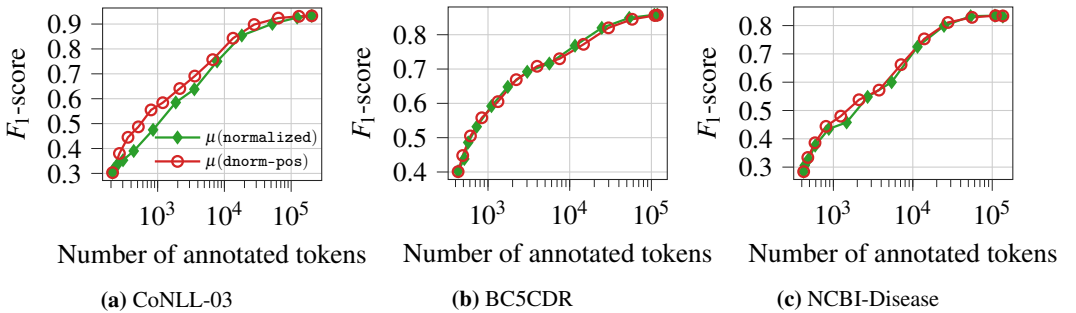 F1-score
0.9
0.8
0.7
0.6
0.5
0.4
0.3
μ(normalized)
μ(dnorm-pos)
10^3
10^4
10^5
Number of annotated tokens
(a) CoNLL-03
F1-score
0.8
0.7
0.6
0.5
0.4
10^3
10^4
10^5
Number of annotated tokens
(b) BC5CDR
F1-score
0.8
0.7
0.6
0.5
0.4
0.3
10^3
10^4
10^5
Number of annotated tokens
(c) NCBI-Disease